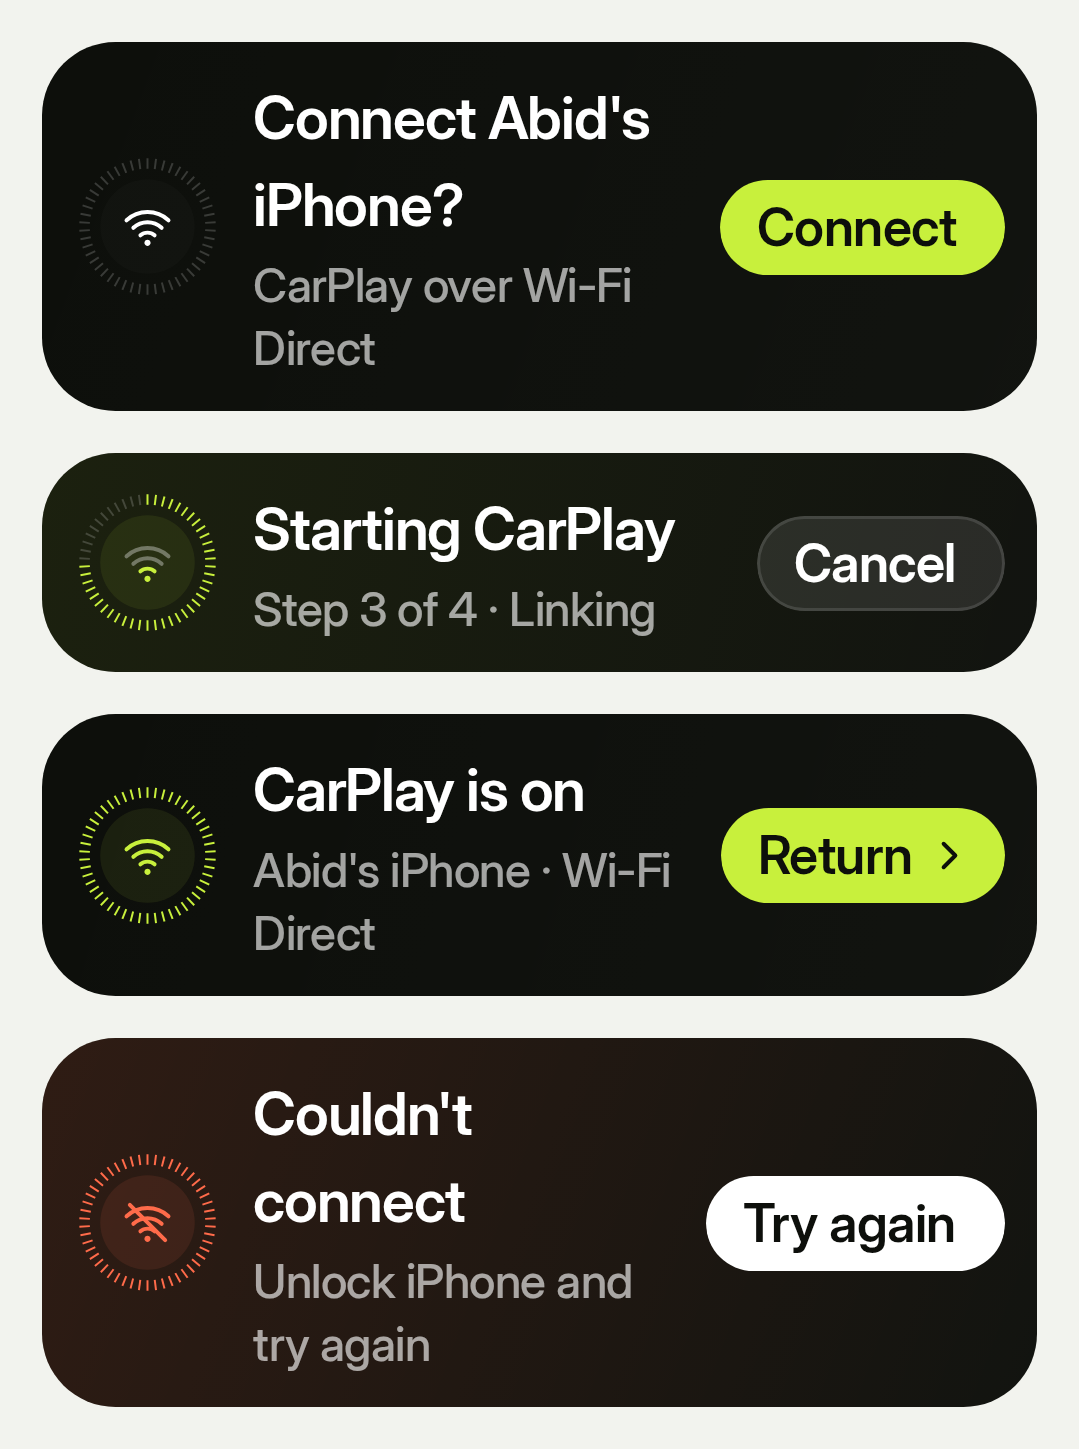 Connect Abid's
iPhone?
CarPlay over Wi-Fi
Direct
Connect
Starting CarPlay
Step 3 of 4 · Linking
Cancel
CarPlay is on
Abid's iPhone · Wi-Fi
Direct
Return
Couldn't
connect
Unlock iPhone and
try again
Try again